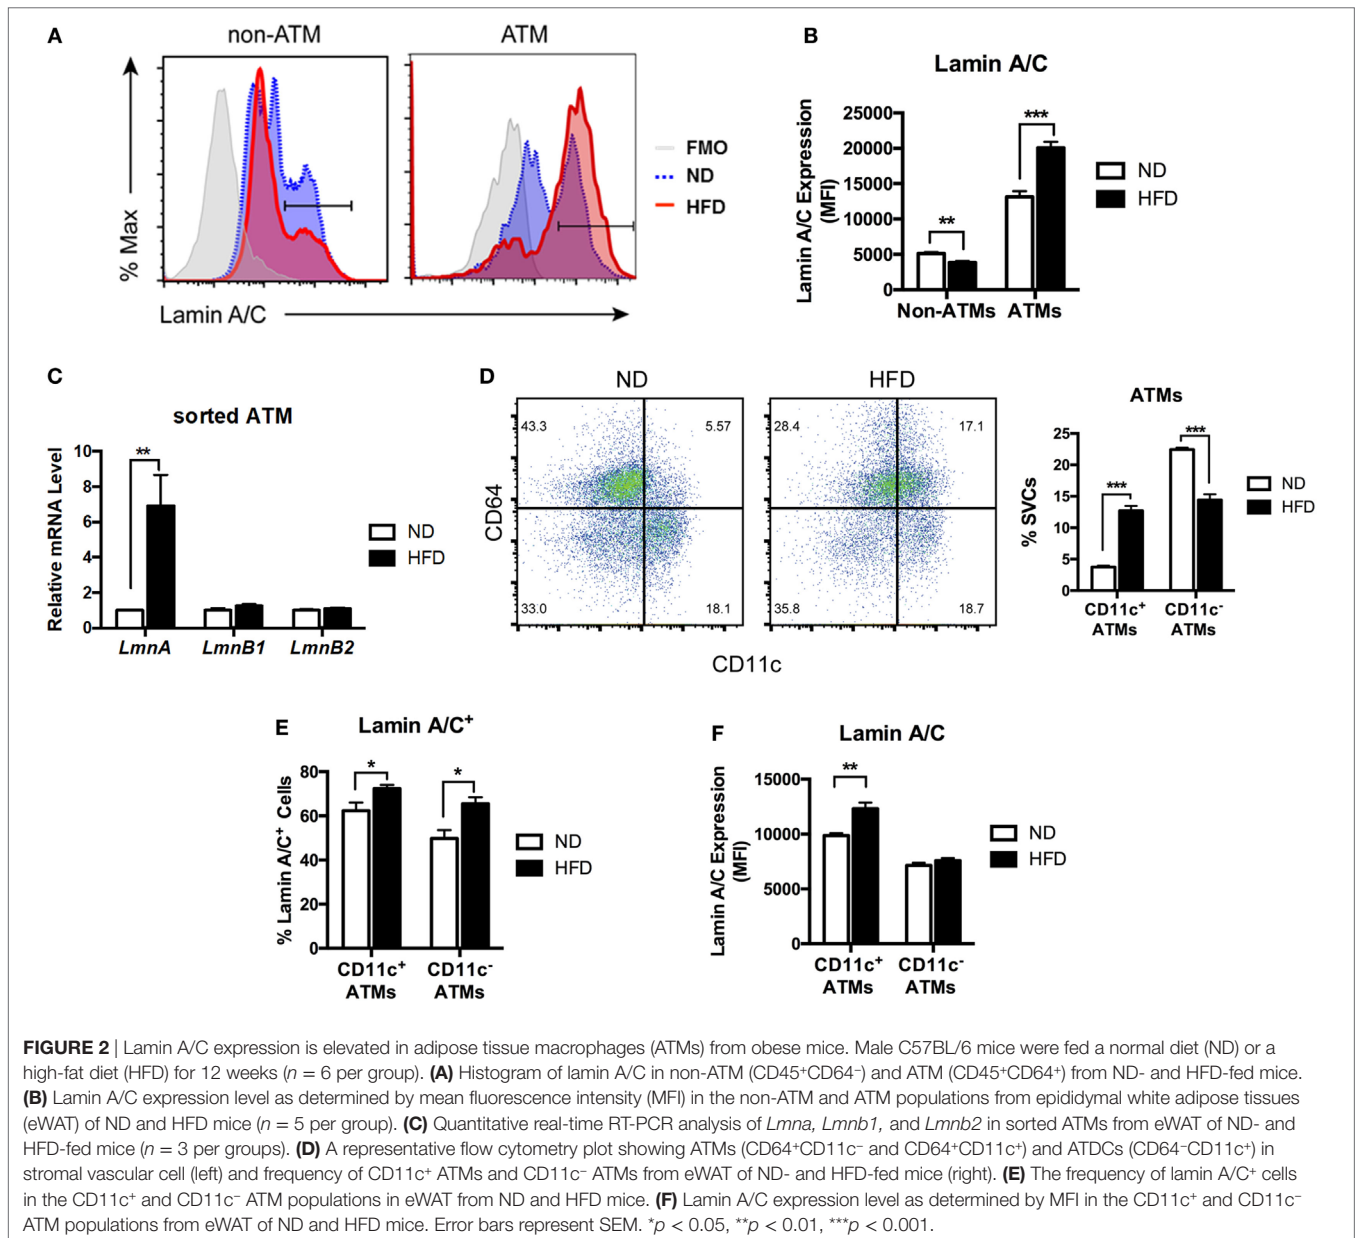 A
non-ATM
ATM
% Max
Lamin A/C
FMO
ND
HFD
B
Lamin A/C
Lamin A/C Expression
(MFI)
25000
20000
15000
10000
5000
0
**
***
Non-ATMs ATMs
ND
HFD
C
sorted ATM
Relative mRNA Level
10
8
6
4
2
0
**
LmnA LmnB1 LmnB2
ND
HFD
D
ND
HFD
43.3
5.57
33.0
18.1
28.4
17.1
35.8
18.7
CD64
CD11c
ATMs
% SVCs
25
20
15
10
5
0
***
***
CD11c+ CD11c-
ATMs ATMs
ND
HFD
E
Lamin A/C+
% Lamin A/C+ Cells
80
60
40
20
0
*
*
CD11c+ CD11c-
ATMs ATMs
ND
HFD
F
Lamin A/C
Lamin A/C Expression
(MFI)
15000
10000
5000
0
**
CD11c+ CD11c-
ATMs ATMs
ND
HFD
FIGURE 2 | Lamin A/C expression is elevated in adipose tissue macrophages (ATMs) from obese mice. Male C57BL/6 mice were fed a normal diet (ND) or a
high-fat diet (HFD) for 12 weeks (n = 6 per group). (A) Histogram of lamin A/C in non-ATM (CD45+CD64−) and ATM (CD45+CD64+) from ND- and HFD-fed mice.
(B) Lamin A/C expression level as determined by mean fluorescence intensity (MFI) in the non-ATM and ATM populations from epididymal white adipose tissues
(eWAT) of ND and HFD mice (n = 5 per group). (C) Quantitative real-time RT-PCR analysis of Lmna, Lmnb1, and Lmnb2 in sorted ATMs from eWAT of ND- and
HFD-fed mice (n = 3 per groups). (D) A representative flow cytometry plot showing ATMs (CD64+CD11c− and CD64+CD11c+) and ATDCs (CD64−CD11c+) in
stromal vascular cell (left) and frequency of CD11c+ ATMs and CD11c− ATMs from eWAT of ND- and HFD-fed mice (right). (E) The frequency of lamin A/C+ cells
in the CD11c+ and CD11c− ATM populations in eWAT from ND and HFD mice. (F) Lamin A/C expression level as determined by MFI in the CD11c+ and CD11c−
ATM populations from eWAT of ND and HFD mice. Error bars represent SEM. *p < 0.05, **p < 0.01, ***p < 0.001.